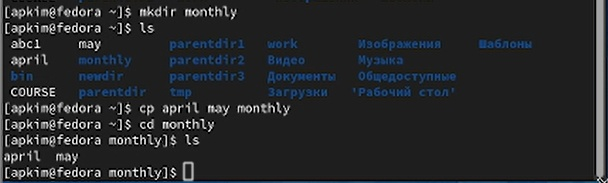 [apkim@fedora ~]$ mkdir monthly
[apkim@fedora ~]$ ls
abc1 may parentdir1 work Изображения Шаблоны
april monthly parentdir2 Видео Музыка
bin newdir parentdir3 Документы Общедоступные
COURSE parentdir tmp Загрузки 'Рабочий стол'
[apkim@fedora ~]$ cp april may monthly
[apkim@fedora ~]$ cd monthly
[apkim@fedora monthly]$ ls
april may
[apkim@fedora monthly]$